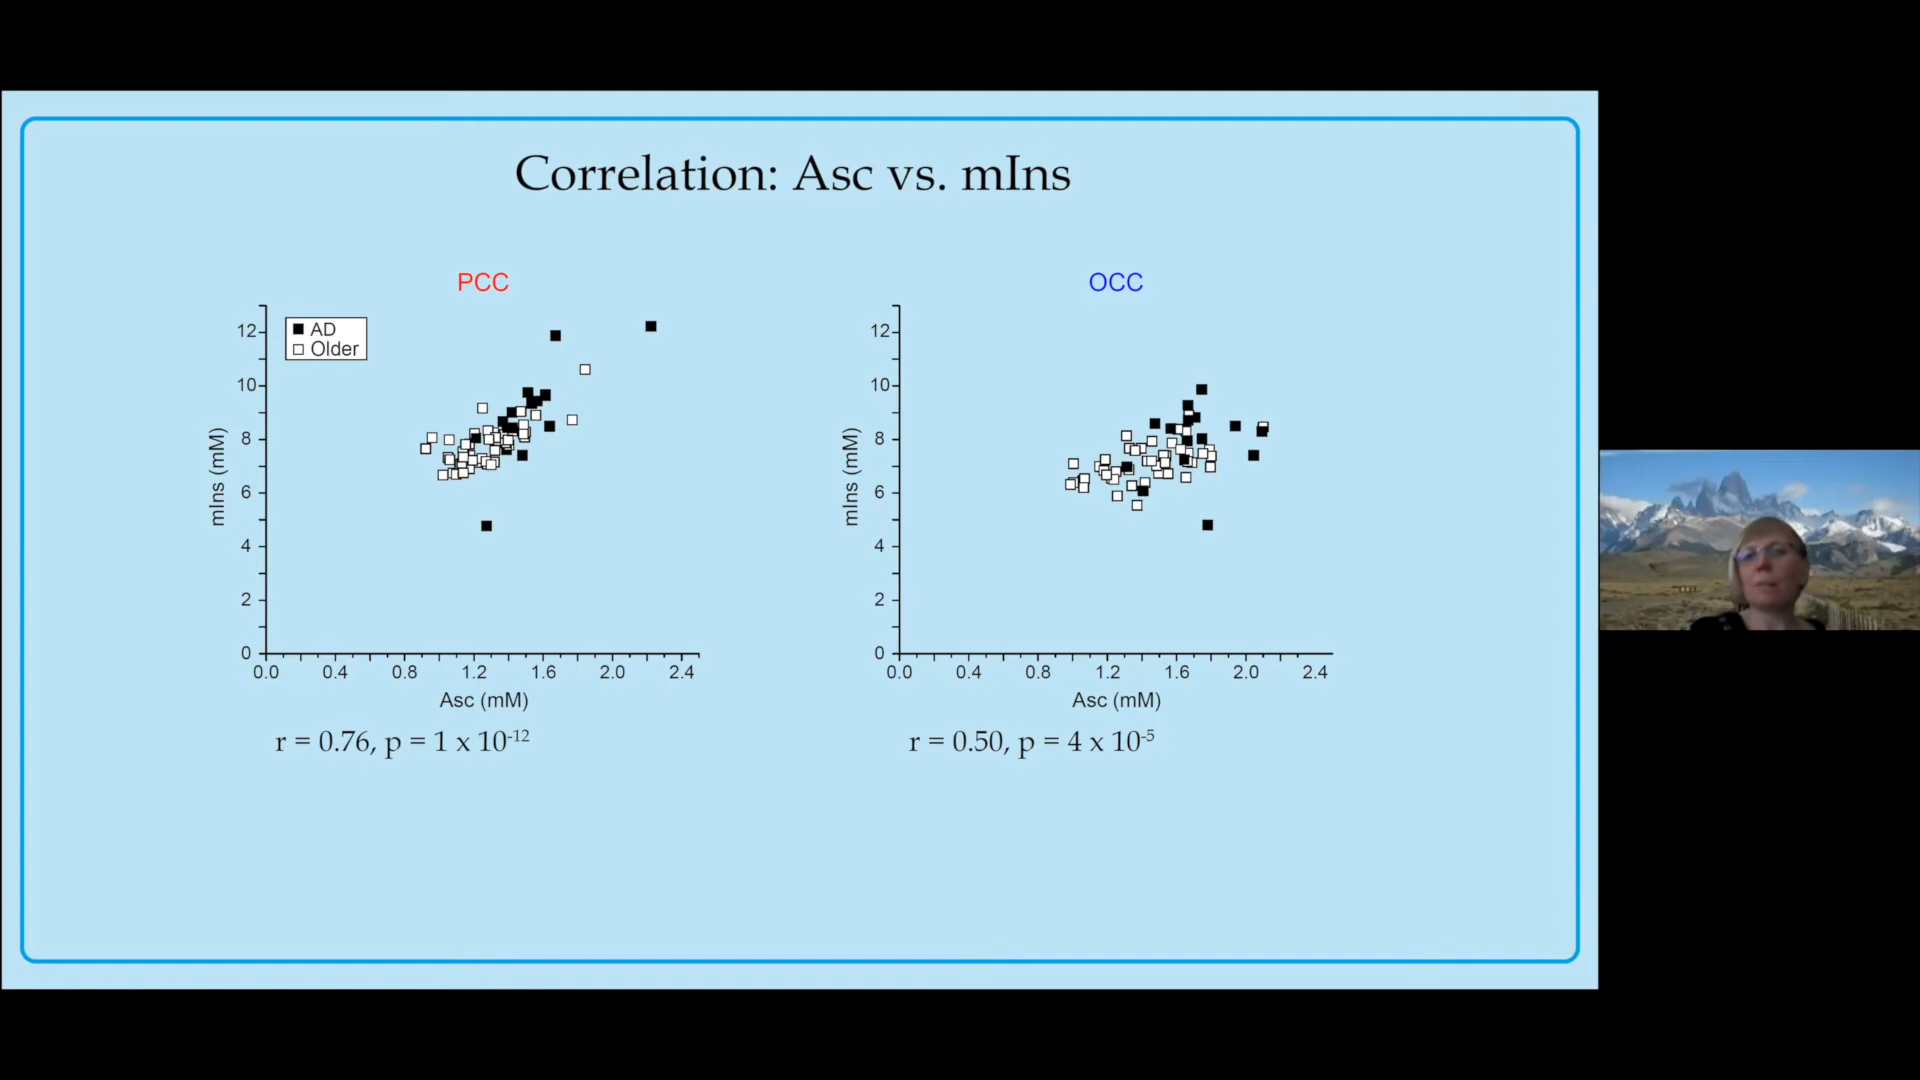 Correlation: Asc vs. mIns
PCC
12
10
8
6
4
2
0
mIns (mM)
AD
Older
0.0 0.4 0.8 1.2 1.6 2.0 2.4
Asc (mM)
r = 0.76, p = 1 x 10-12
OCC
12
10
8
6
4
2
0
mIns (mM)
0.0 0.4 0.8 1.2 1.6 2.0 2.4
Asc (mM)
r = 0.50, p = 4 x 10-5